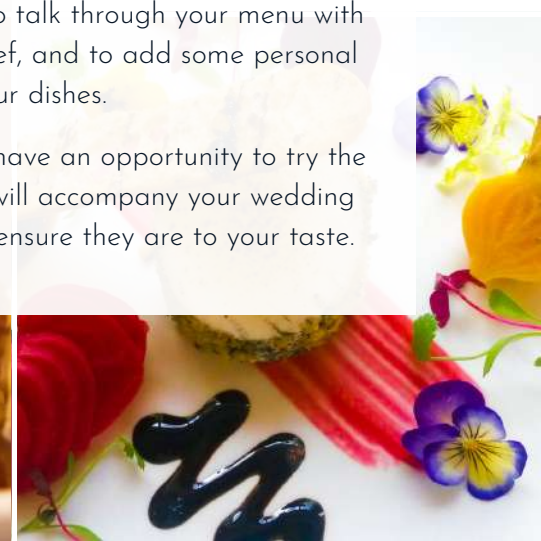 talk through your menu with
and to add some personal
dishes.
have an opportunity to try the
will accompany your wedding
ensure they are to your taste.